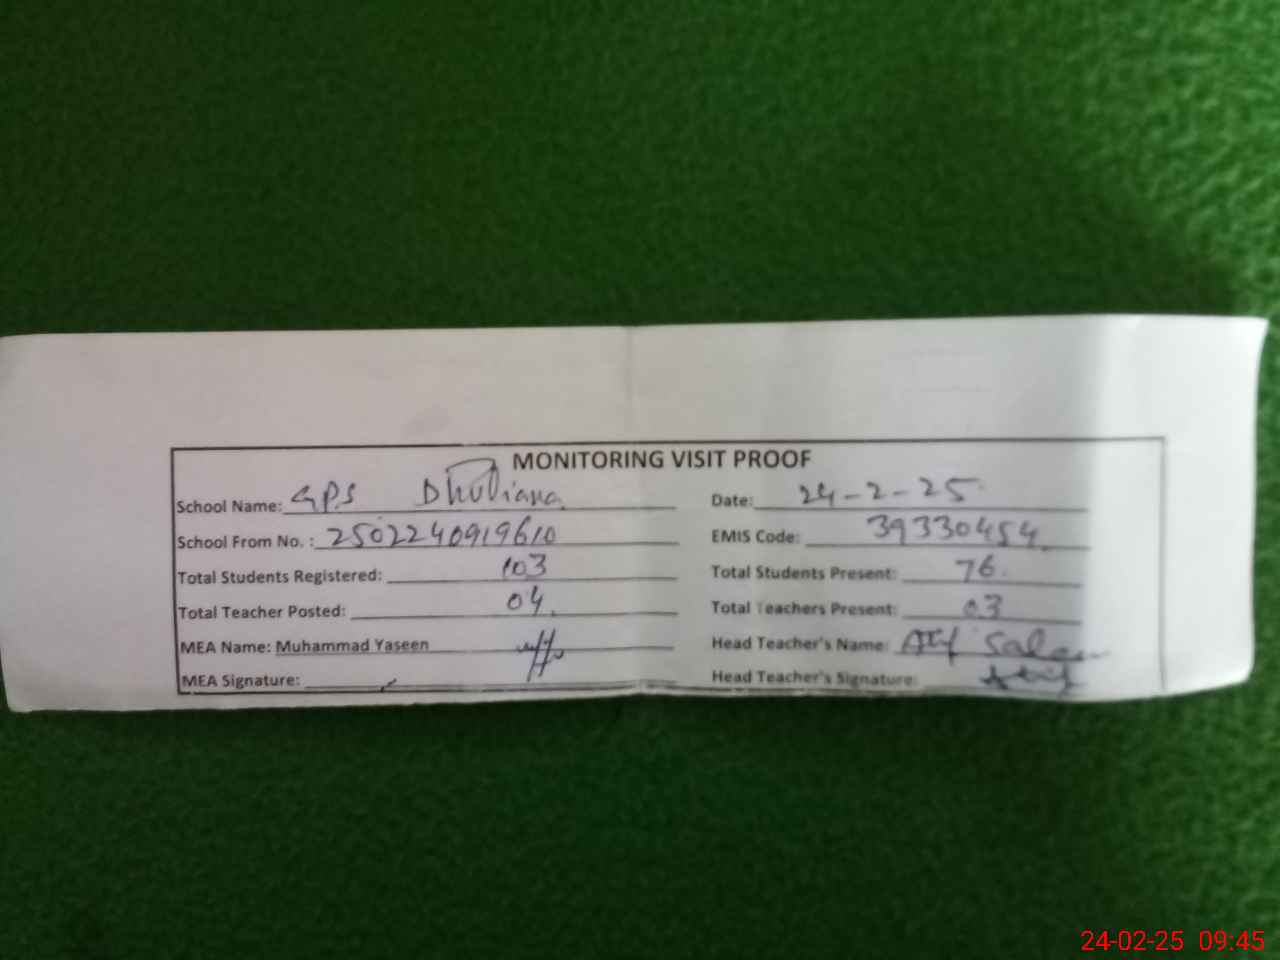 MONITORING VISIT PROOF
School Name: GPS Dhuliana Date: 24-2-25
School From No. : 2502240919610 EMIS Code: 39330454
Total Students Registered: 103 Total Students Present: 76
Total Teacher Posted: 04 Total Teachers Present: 03
MEA Name: Muhammad Yaseen Head Teacher's Name: Atif Salam
MEA Signature: Head Teacher's Signature:
24-02-25 09:45